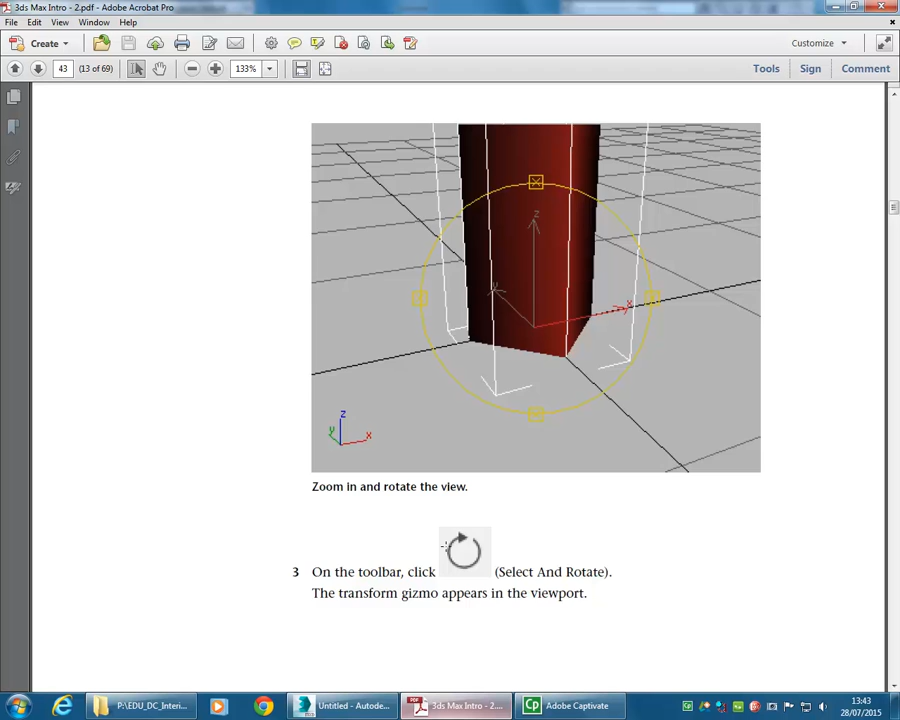 3ds Max Intro - 2.pdf - Adobe Acrobat Pro
File Edit View Window Help
Create
Customize
43 (13 of 69) 133% Tools Sign Comment
z
y x
z
y x
Zoom in and rotate the view.
3 On the toolbar, click (Select And Rotate).
The transform gizmo appears in the viewport.
P:\EDU_DC_Interi... Untitled - Autode... PDF 3ds Max Intro - 2.... Cp Adobe Captivate
13:43
28/07/2015